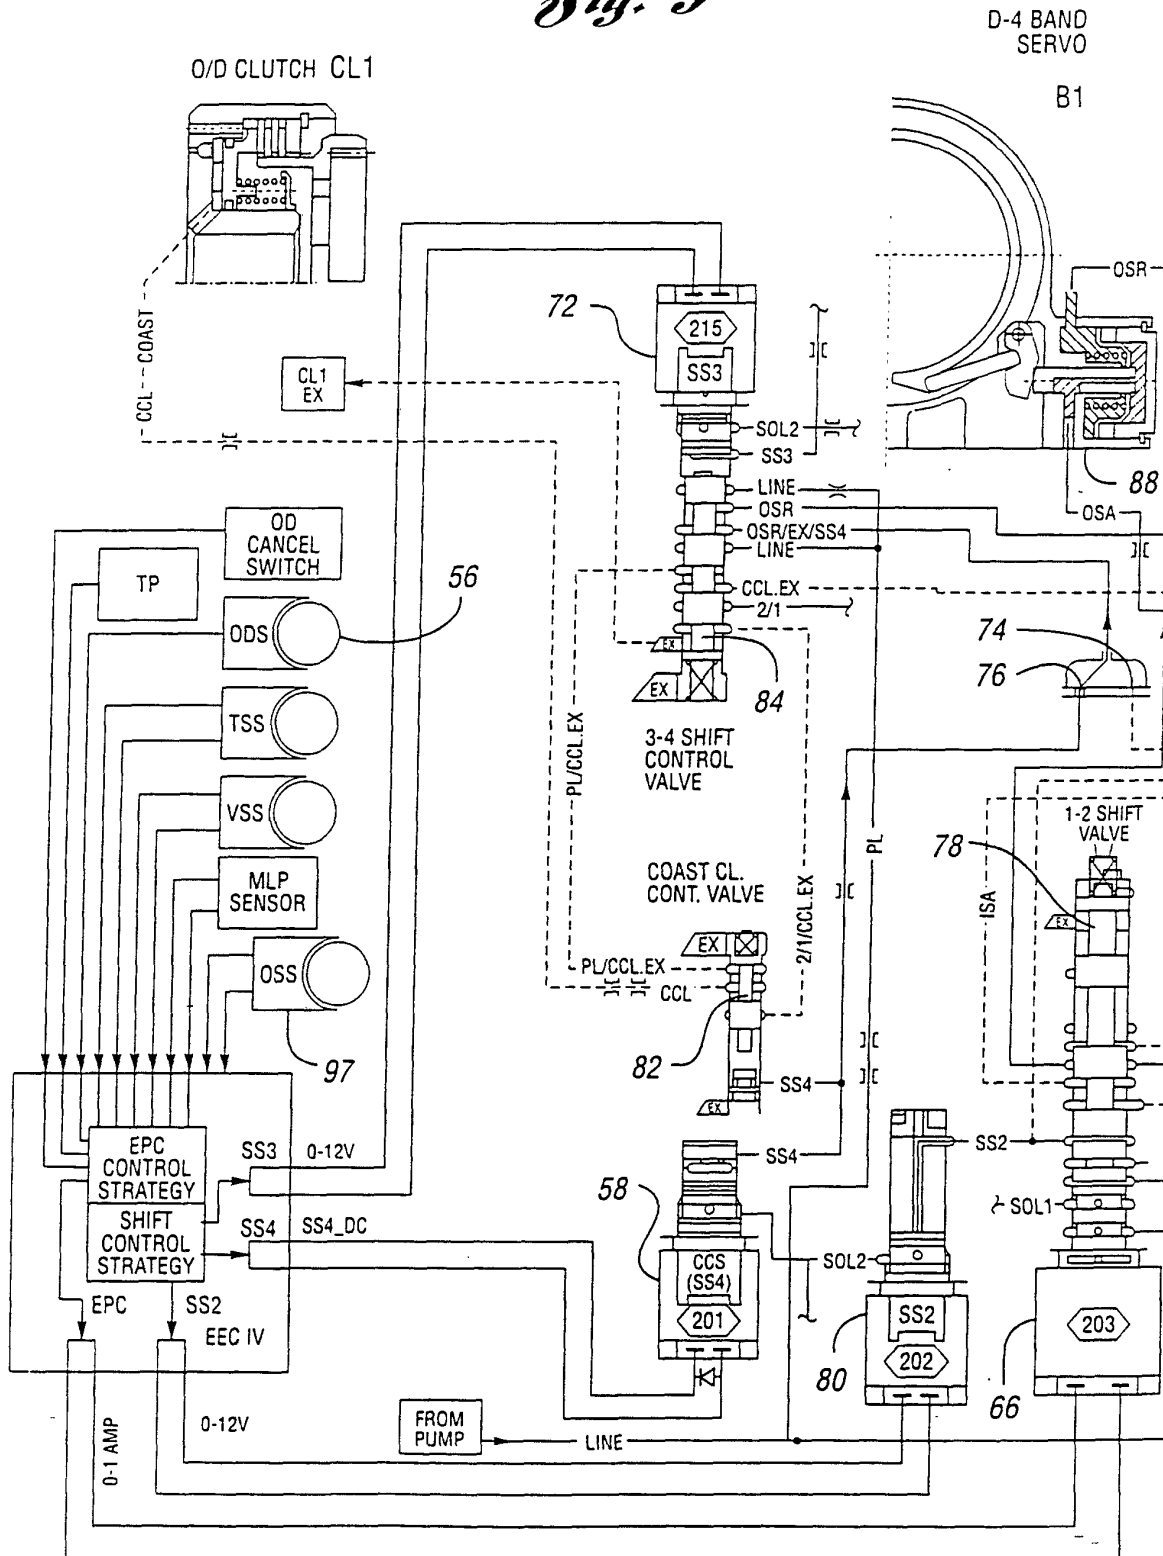 Fig. 5
D-4 BAND
SERVO
B1
O/D CLUTCH CL1
OSR
72
215
SS3
CCL
COAST
CL1
EX
SOL2
SS3
LINE
OSR
OSR/EX/SS4
LINE
CCL.EX
2/1
EX
EX
84
88
OSA
OD
CANCEL
SWITCH
TP
ODS
56
TSS
VSS
MLP
SENSOR
OSS
97
74
76
3-4 SHIFT
CONTROL
VALVE
PL/CCL.EX
PL
2/1/CCL.EX
COAST CL.
CONT. VALVE
EX
PL/CCL.EX
CCL
82
SS4
EX
1-2 SHIFT
VALVE
78
EX
ISA
EPC
CONTROL
STRATEGY
SHIFT
CONTROL
STRATEGY
SS3
0-12V
SS4
SS4_DC
EPC
SS2
EEC IV
SS4
58
CCS
(SS4)
201
SOL2
SS2
SS2
202
80
SOL1
203
66
0-1 AMP
0-12V
FROM
PUMP
LINE